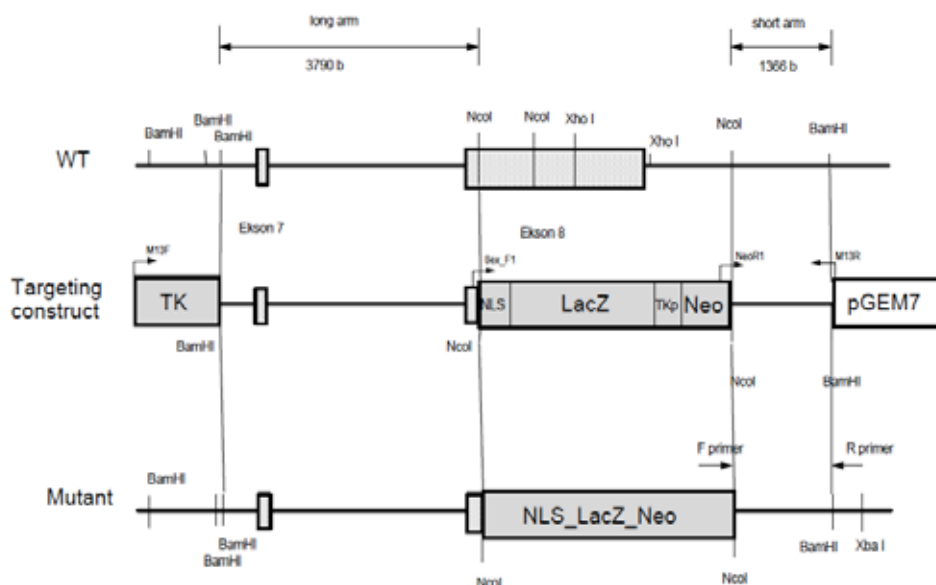 long arm
short arm
3790 b
1366 b
BamHI
BamHI
BamHI
NcoI
NcoI
Xho I
Xho I
NcoI
BamHI
WT
Ekson 7
Ekson 8
M13F
Sex_F1
NeoR1
M13R
Targeting
construct
TK
NLS
LacZ
TKp
Neo
pGEM7
BamHI
NcoI
NcoI
BamHI
F primer
R primer
BamHI
Mutant
NLS_LacZ_Neo
BamHI
BamHI
BamHI
Xba I
NcoI
NcoI